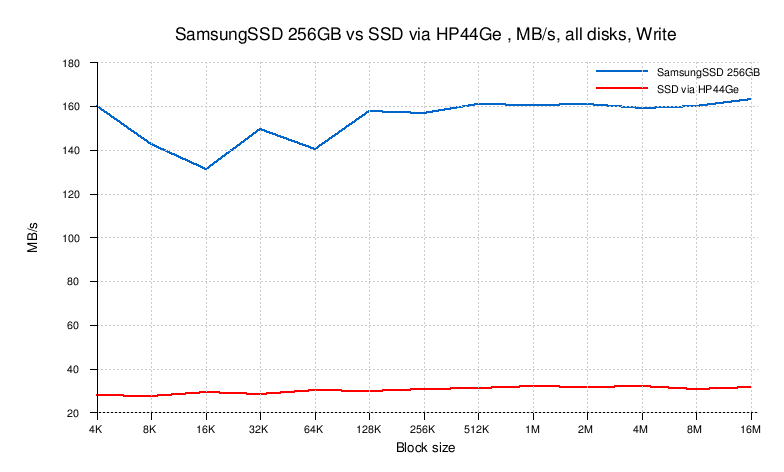 SamsungSSD 256GB vs SSD via HP44Ge , MB/s, all disks, Write
180
SamsungSSD 256GB
SSD via HP44Ge
160
140
120
100
80
60
40
20
MB/s
4K 8K 16K 32K 64K 128K 256K 512K 1M 2M 4M 8M 16M
Block size